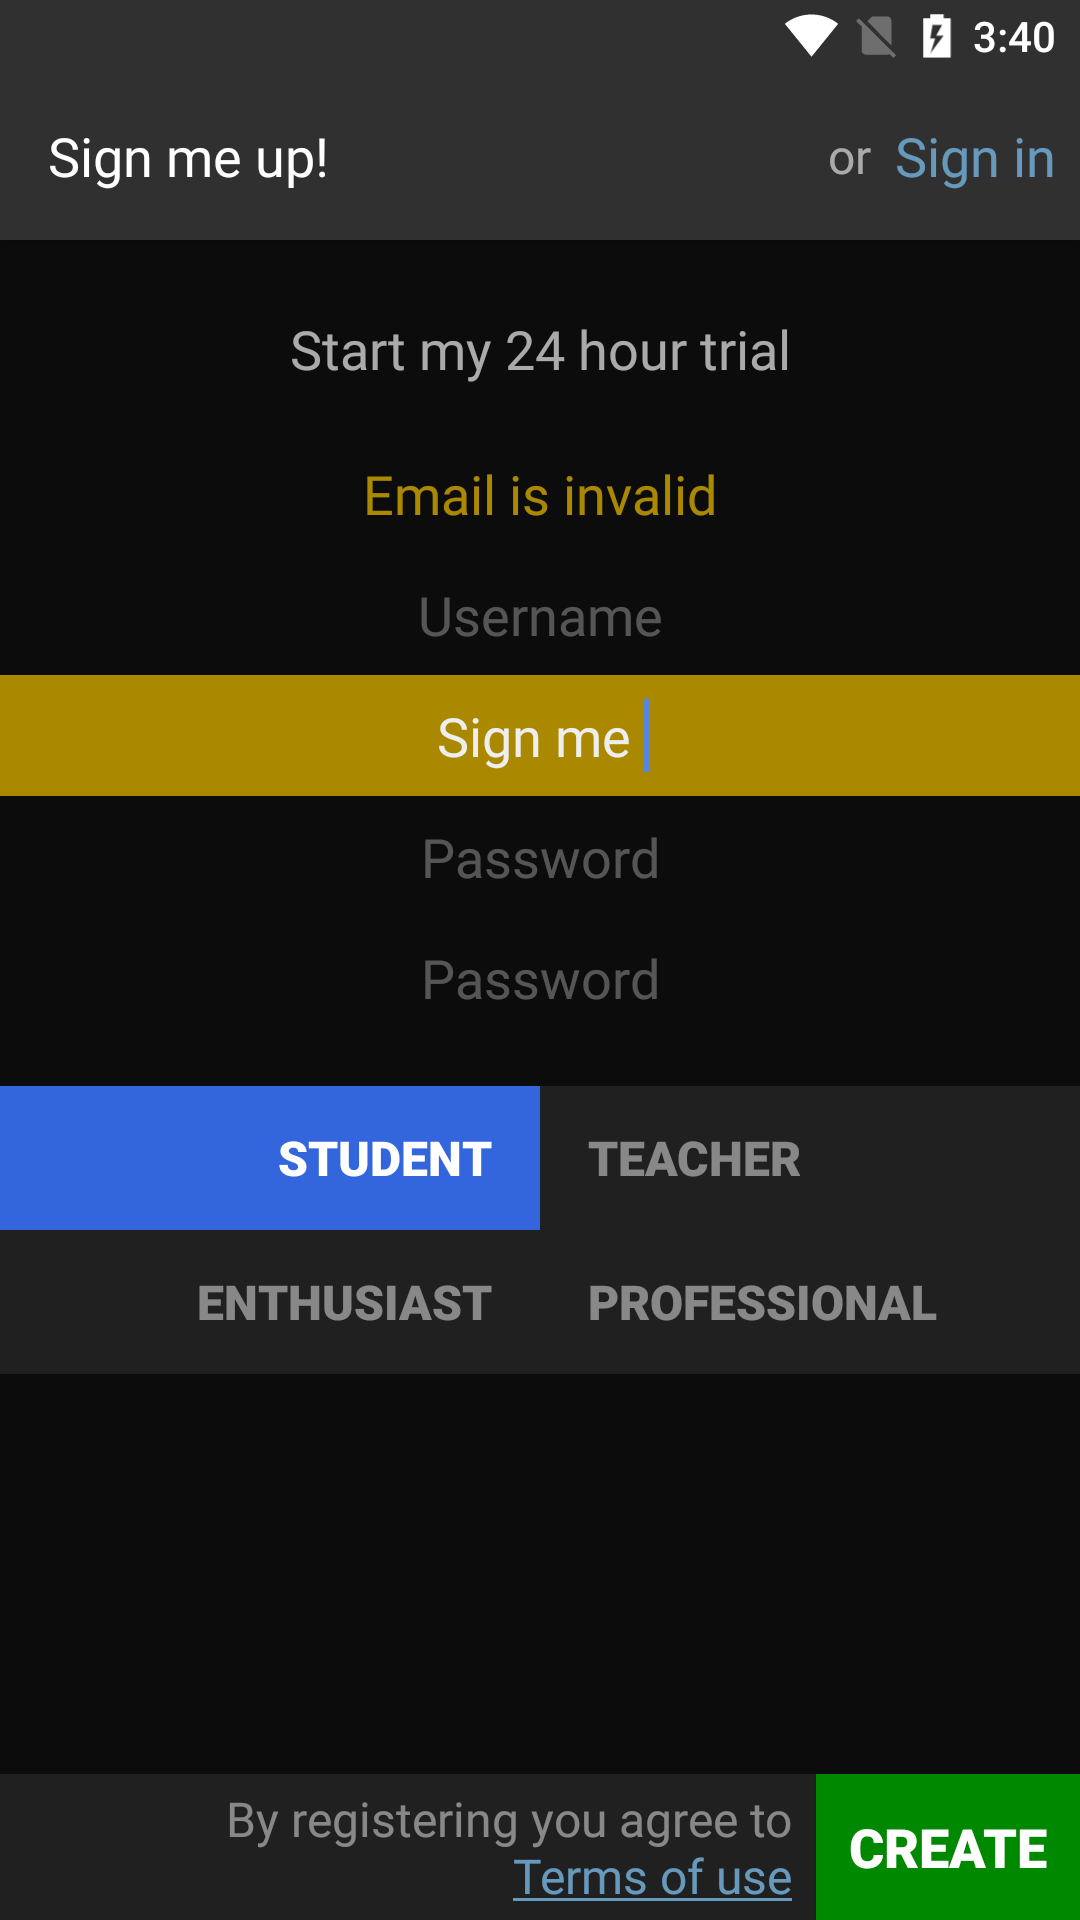 3:40
Sign me up! or Sign in
Start my 24 hour trial
Email is invalid
Username
Sign me
Password
Password
STUDENT TEACHER
ENTHUSIAST PROFESSIONAL
By registering you agree to
Terms of use
CREATE